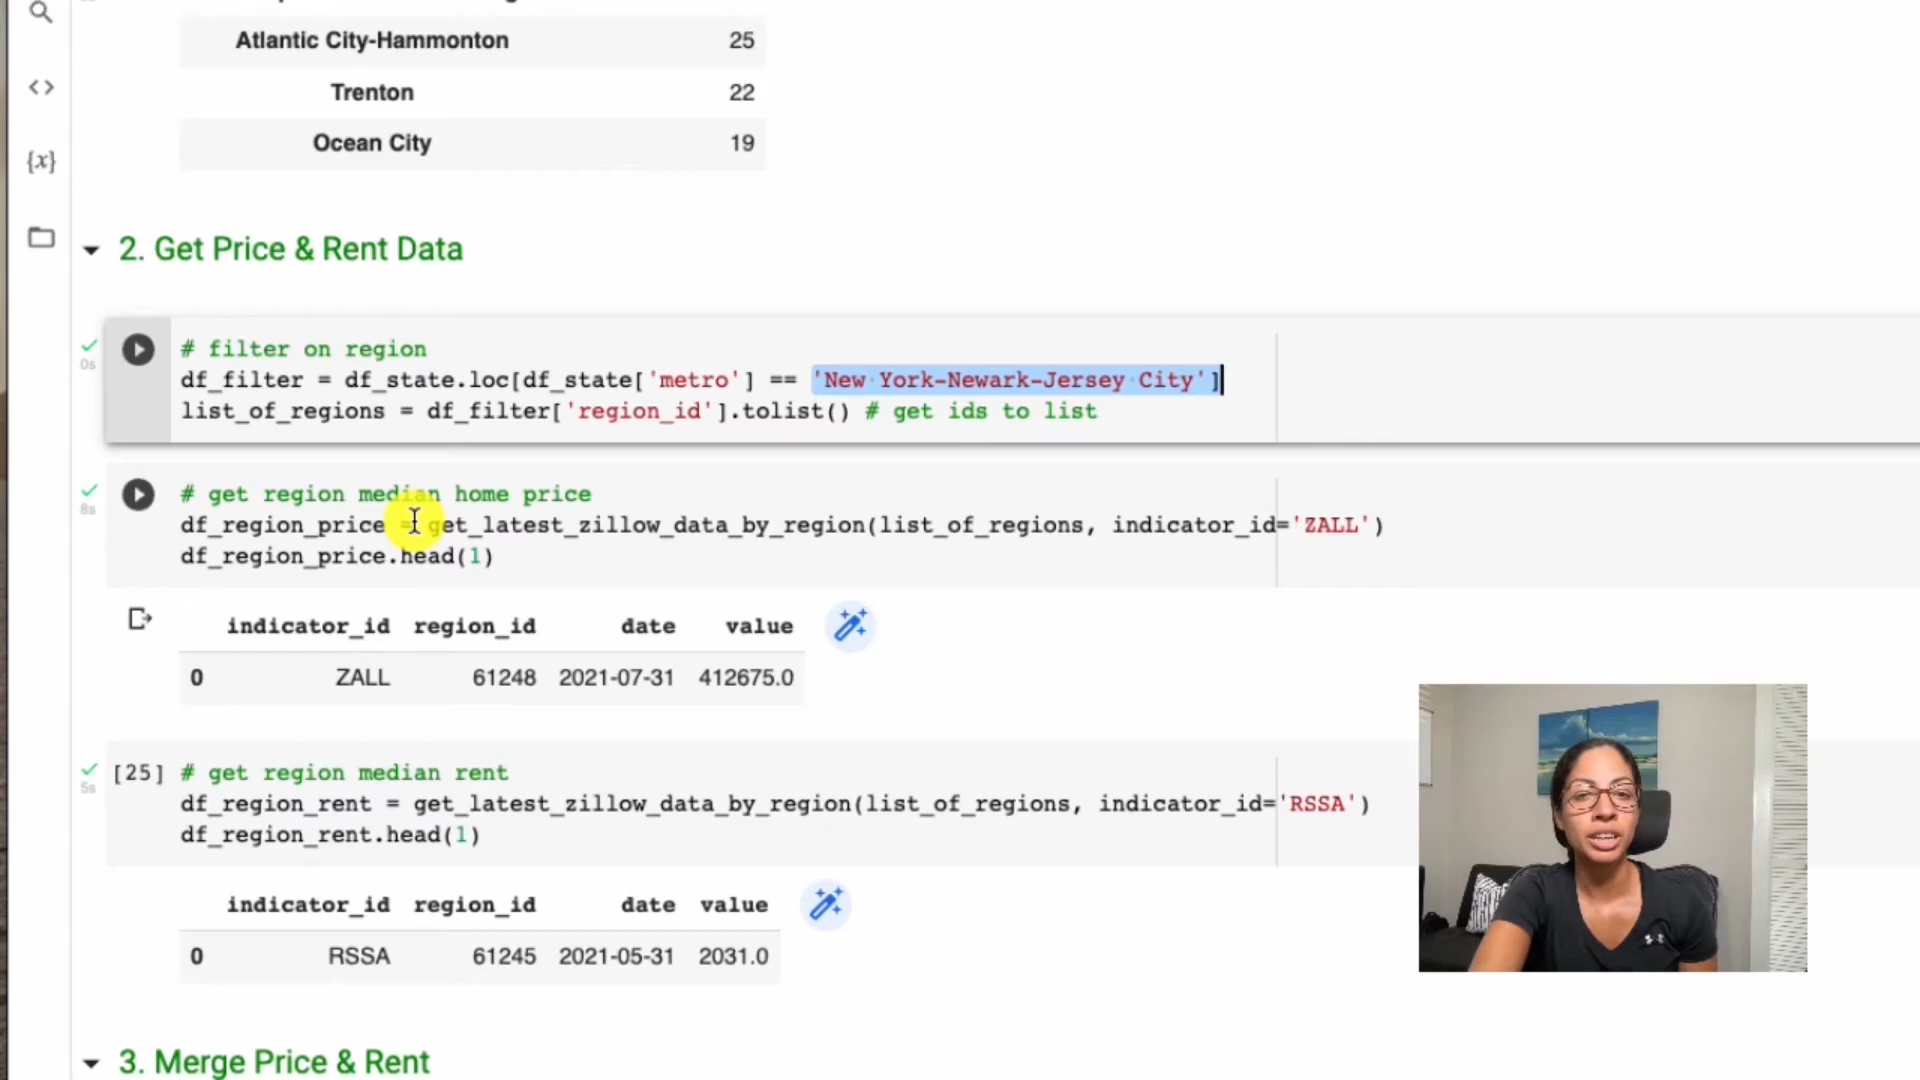 Atlantic City-Hammonton 25
Trenton 22
Ocean City 19
2. Get Price & Rent Data
0s
# filter on region
df_filter = df_state.loc[df_state['metro'] == 'New York-Newark-Jersey City']
list_of_regions = df_filter['region_id'].tolist() # get ids to list
8s
# get region median home price
df_region_price = get_latest_zillow_data_by_region(list_of_regions, indicator_id='ZALL')
df_region_price.head(1)
indicator_id region_id date value
0 ZALL 61248 2021-07-31 412675.0
5s
[25] # get region median rent
df_region_rent = get_latest_zillow_data_by_region(list_of_regions, indicator_id='RSSA')
df_region_rent.head(1)
indicator_id region_id date value
0 RSSA 61245 2021-05-31 2031.0
3. Merge Price & Rent